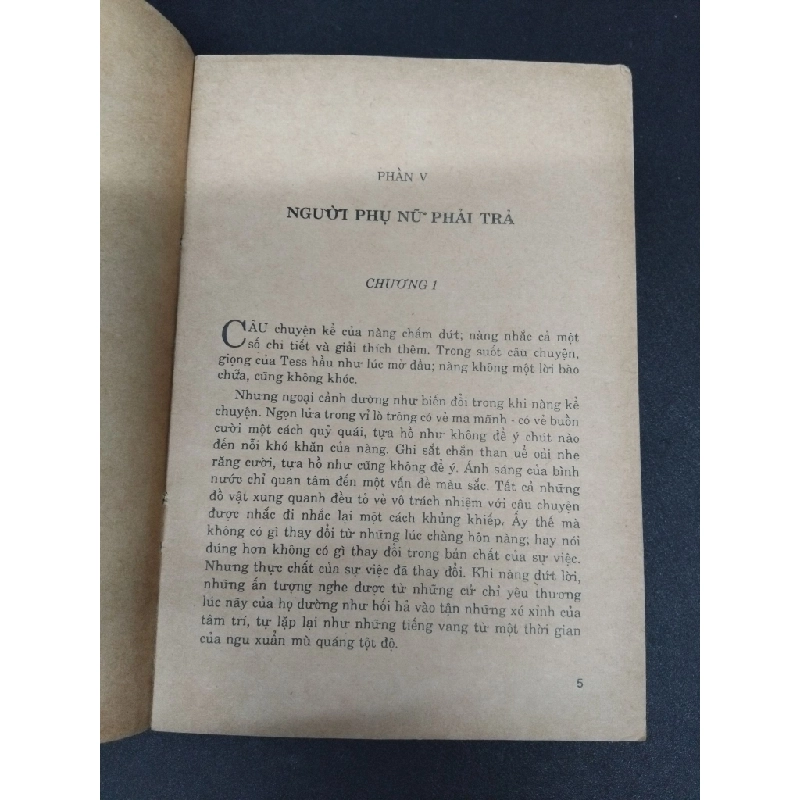 PHẦN V
NGƯỜI PHỤ NỮ PHẢI TRẢ
CHƯƠNG I
CÂU chuyện kể của nàng chấm dứt; nàng nhắc cả một
số chi tiết và giải thích thêm. Trong suốt câu chuyện,
giọng của Tess hầu như lúc mở đầu; nàng không một lời bào
chữa, cũng không khóc.
Nhưng ngoại cảnh dường như biến đổi trong khi nàng kể
chuyện. Ngọn lửa trong vỉ lò trông có vẻ ma mãnh - có vẻ buồn
cười một cách quỷ quái, tựa hồ như không để ý chút nào
đến nỗi khó khăn của nàng. Ghi sắt chắn than uể oải nhe
răng cười, tựa hồ như cũng không để ý. Ánh sáng của bình
nước chỉ quan tâm đến một vấn đề màu sắc. Tất cả những
đồ vật xung quanh đều tỏ vẻ vô trách nhiệm với câu chuyện
được nhắc đi nhắc lại một cách khủng khiếp. Ấy thế mà
không có gì thay đổi từ những lúc chàng hôn nàng; hay nói
đúng hơn không có gì thay đổi trong bản chất của sự việc.
Nhưng thực chất của sự việc đã thay đổi. Khi nàng dứt lời,
những ấn tượng nghe được từ những cử chỉ yêu thương
lúc nãy của họ dường như hối hả vào tận những xó xỉnh của
tâm trí, tự lặp lại như những tiếng vang từ một thời gian
của ngu xuẩn mù quáng tột độ.
5